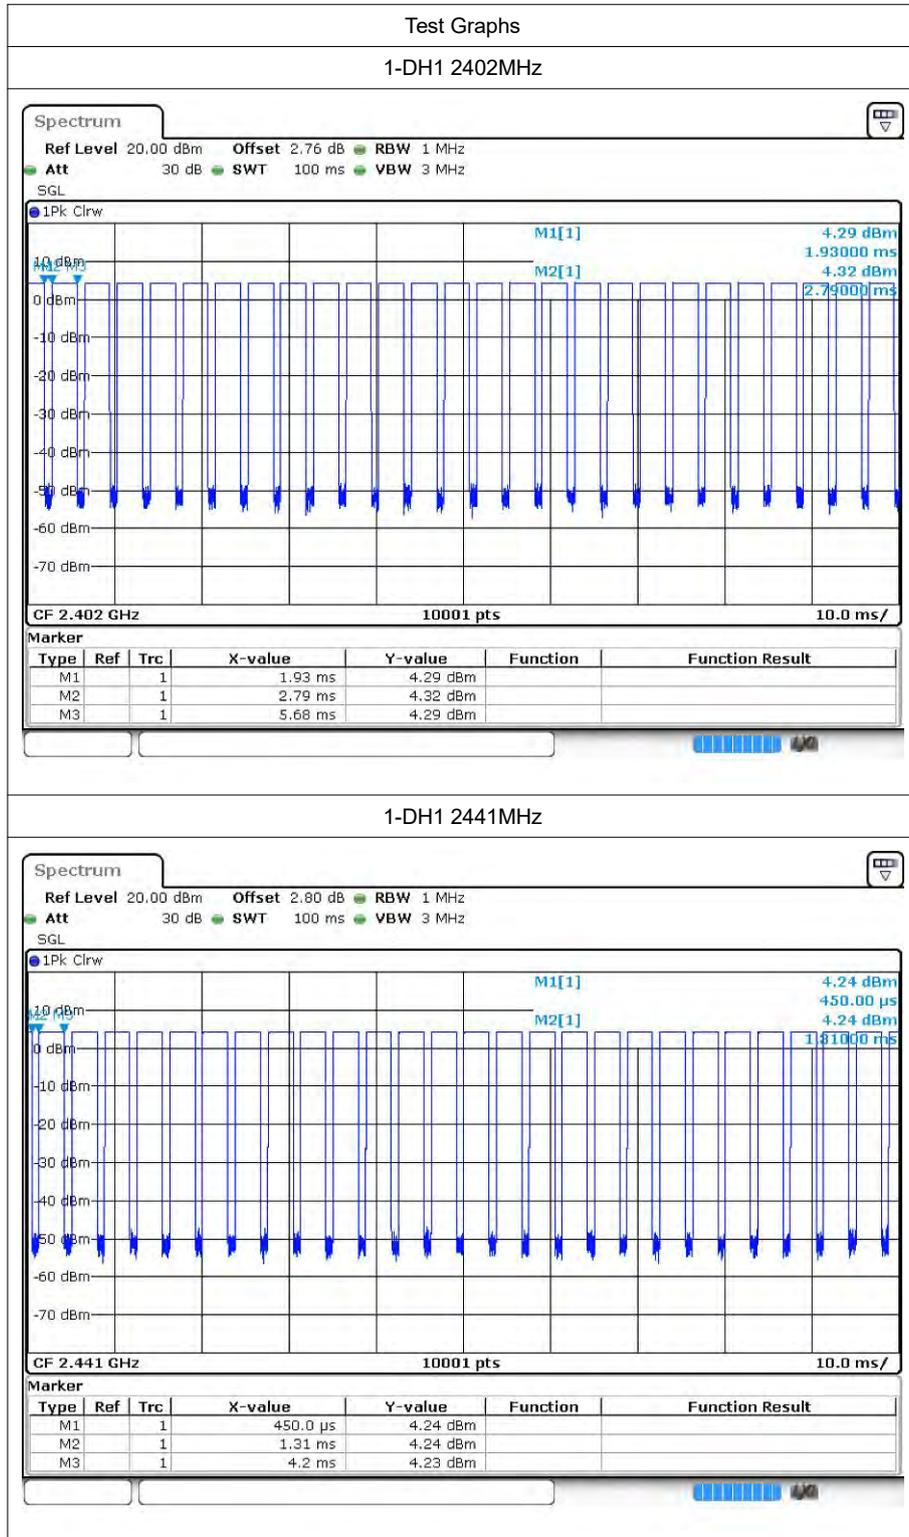 Test Graphs
1-DH1 2402MHz
Spectrum
Ref Level 20.00 dBm Offset 2.76 dB RBW 1 MHz
Att 30 dB SWT 100 ms VBW 3 MHz
SGL
1Pk Clrw
M1[1] 4.29 dBm
1.93000 ms
10 dBm
M2[1] 4.32 dBm
M3
2.79000 ms
0 dBm
-10 dBm
-20 dBm
-30 dBm
-40 dBm
-50 dBm
-60 dBm
-70 dBm
CF 2.402 GHz 10001 pts 10.0 ms/
Marker
Type Ref Trc X-value Y-value Function Function Result
M1 1 1.93 ms 4.29 dBm
M2 1 2.79 ms 4.32 dBm
M3 1 5.68 ms 4.29 dBm
1-DH1 2441MHz
Spectrum
Ref Level 20.00 dBm Offset 2.80 dB RBW 1 MHz
Att 30 dB SWT 100 ms VBW 3 MHz
SGL
1Pk Clrw
M1[1] 4.24 dBm
450.00 µs
10 dBm
M2[1] 4.24 dBm
M2 M3
1.31000 ms
0 dBm
-10 dBm
-20 dBm
-30 dBm
-40 dBm
-50 dBm
-60 dBm
-70 dBm
CF 2.441 GHz 10001 pts 10.0 ms/
Marker
Type Ref Trc X-value Y-value Function Function Result
M1 1 450.0 µs 4.24 dBm
M2 1 1.31 ms 4.24 dBm
M3 1 4.2 ms 4.23 dBm